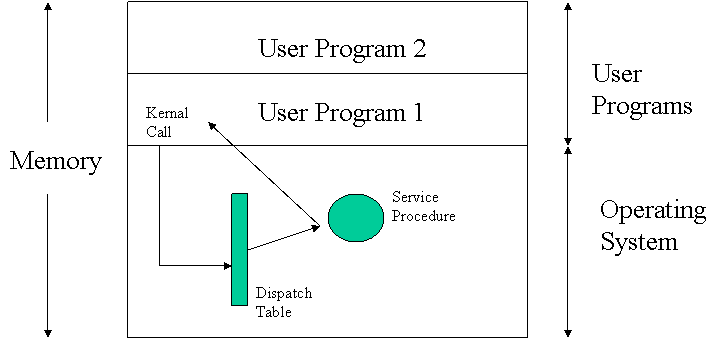 User Program 2
User Program 1
Kernal
Call
Memory
User
Programs
Service
Procedure
Operating
System
Dispatch
Table